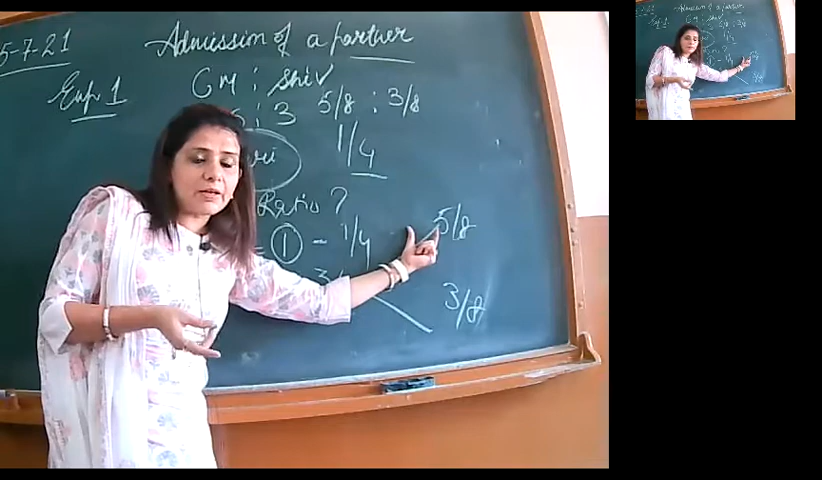 5-7-21
Admission of a partner
Exp 1
GM : Shiv
5 : 3 5/8 : 3/8
1/4
Ratio ?
= 1 - 1/4 5/8
3/8